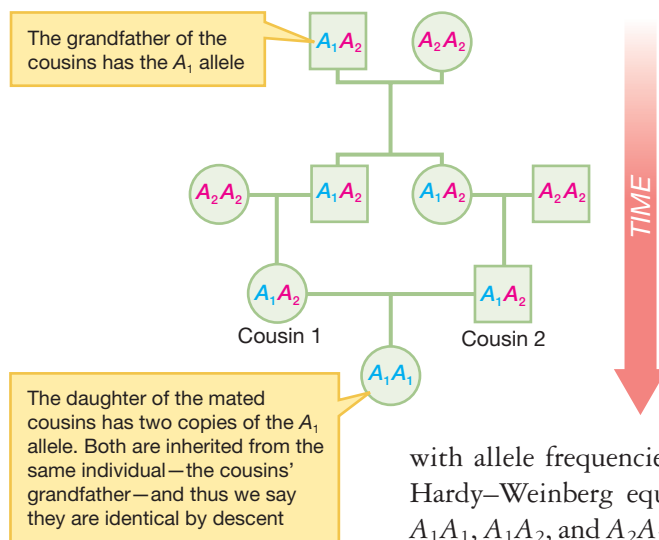 The grandfather of the
cousins has the A₁ allele
A₁A₂
A₂A₂
A₂A₂
A₁A₂
A₁A₂
A₂A₂
TIME
A₁A₂
A₁A₂
Cousin 1
Cousin 2
A₁A₁
The daughter of the mated
cousins has two copies of the A₁
allele. Both are inherited from the
same individual—the cousins’
grandfather—and thus we say
they are identical by descent
with allele frequencie
Hardy–Weinberg equ
A₁A₁, A₁A₂, and A₂A